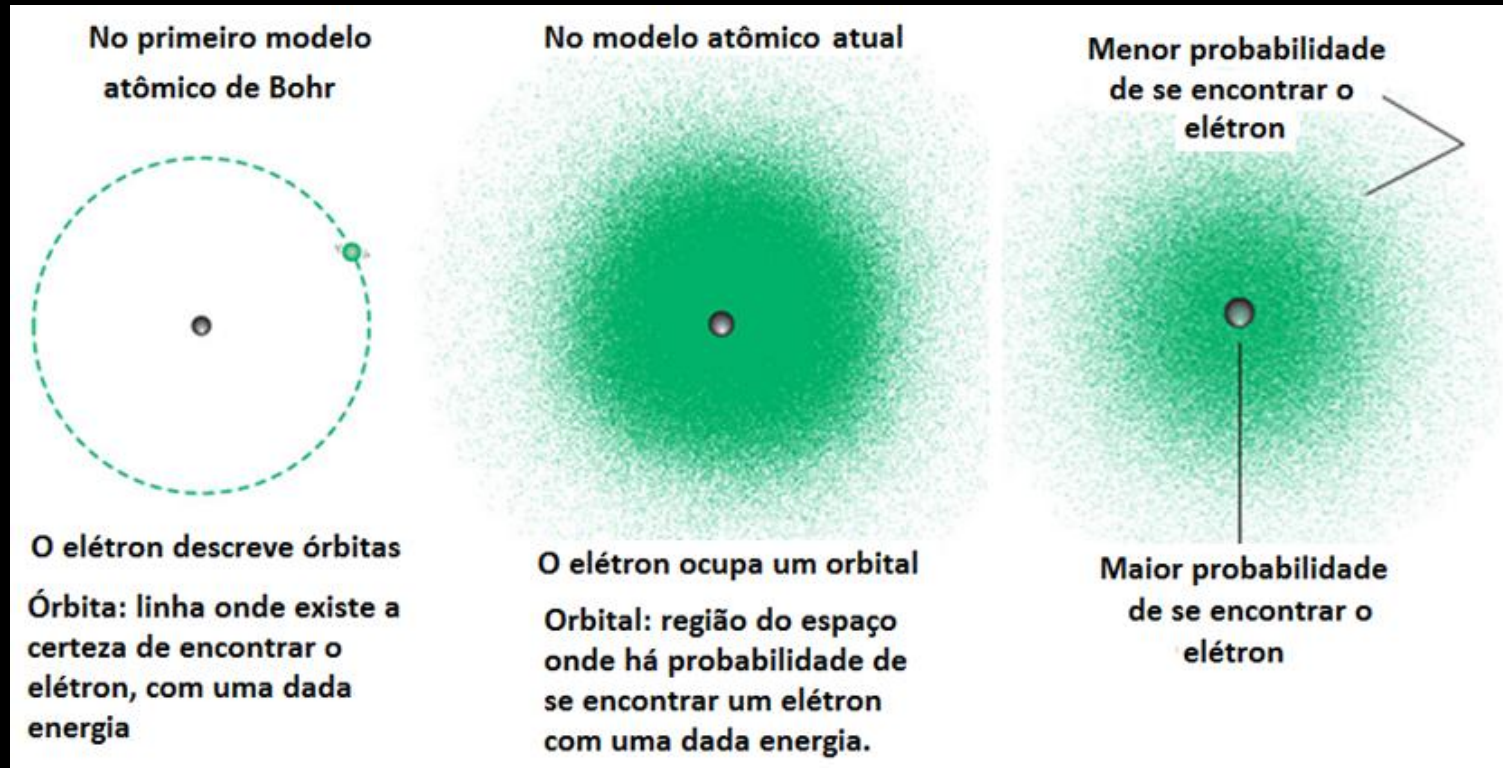 No primeiro modelo
atômico de Bohr
O elétron descreve órbitas
Órbita: linha onde existe a
certeza de encontrar o
elétron, com uma dada
energia
No modelo atômico atual
O elétron ocupa um orbital
Orbital: região do espaço
onde há probabilidade de
se encontrar um elétron
com uma dada energia.
Menor probabilidade
de se encontrar o
elétron
Maior probabilidade
de se encontrar o
elétron